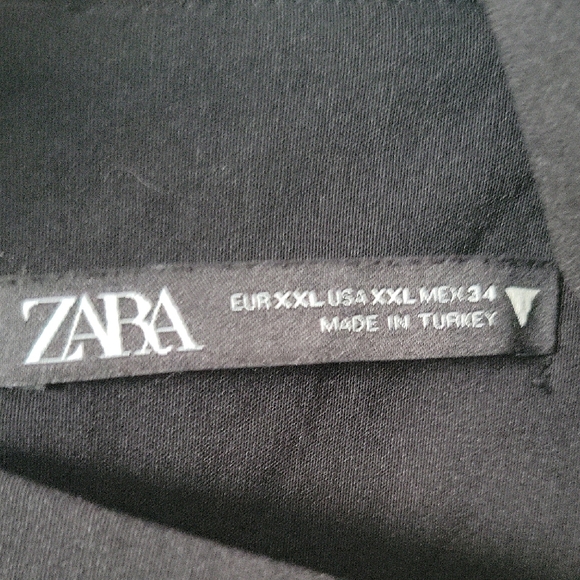 ZARA
EUR XXL USA XXL MEX 34
MADE IN TURKEY